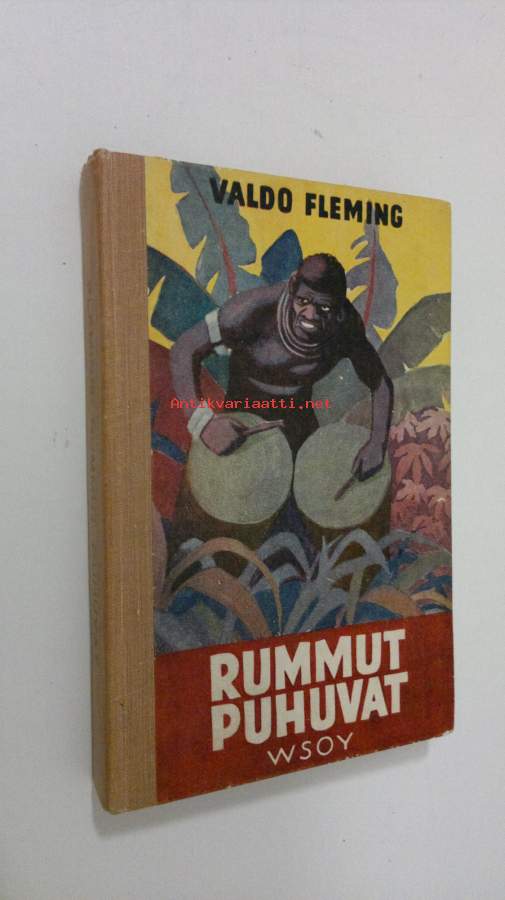 VALDO FLEMING
Antikvariaatti.net
RUMMUT
PUHUVAT
WSOY